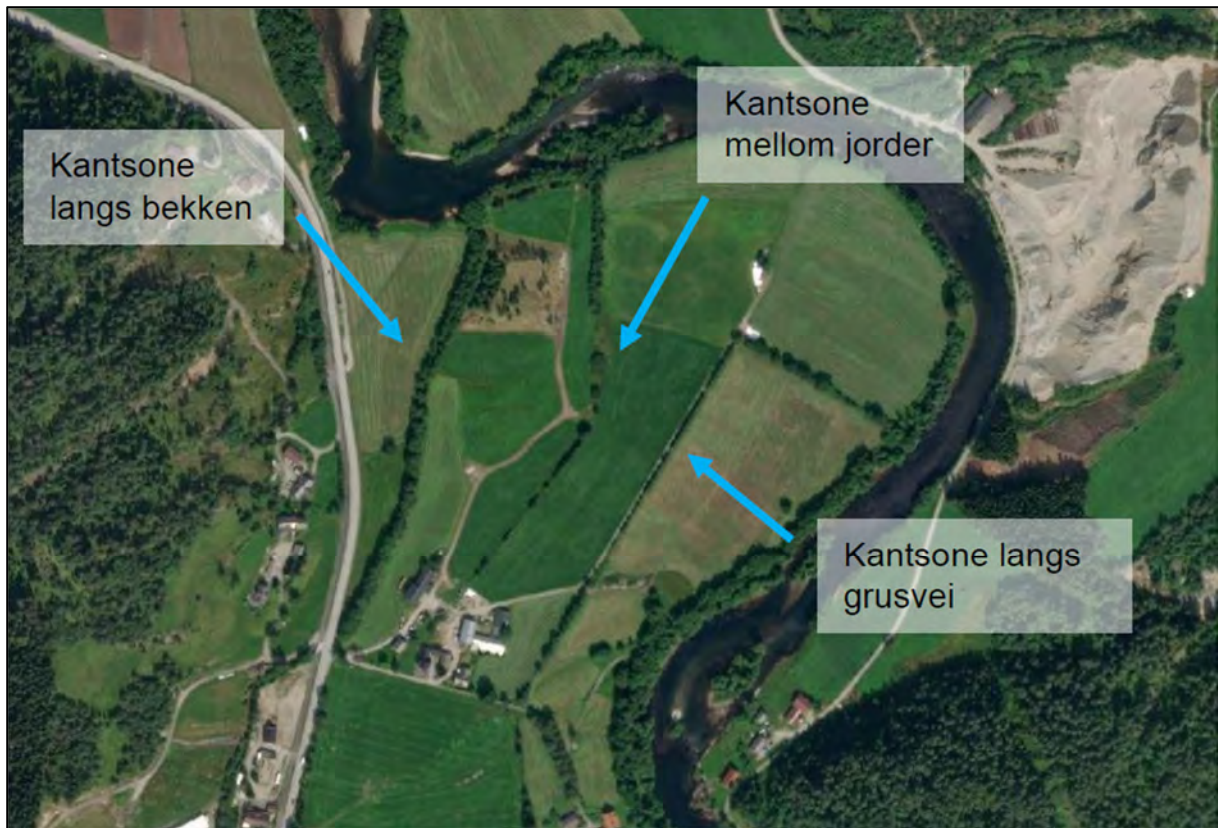 Kantsone
langs bekken
Kantsone
mellom jorder
Kantsone langs
grusvei